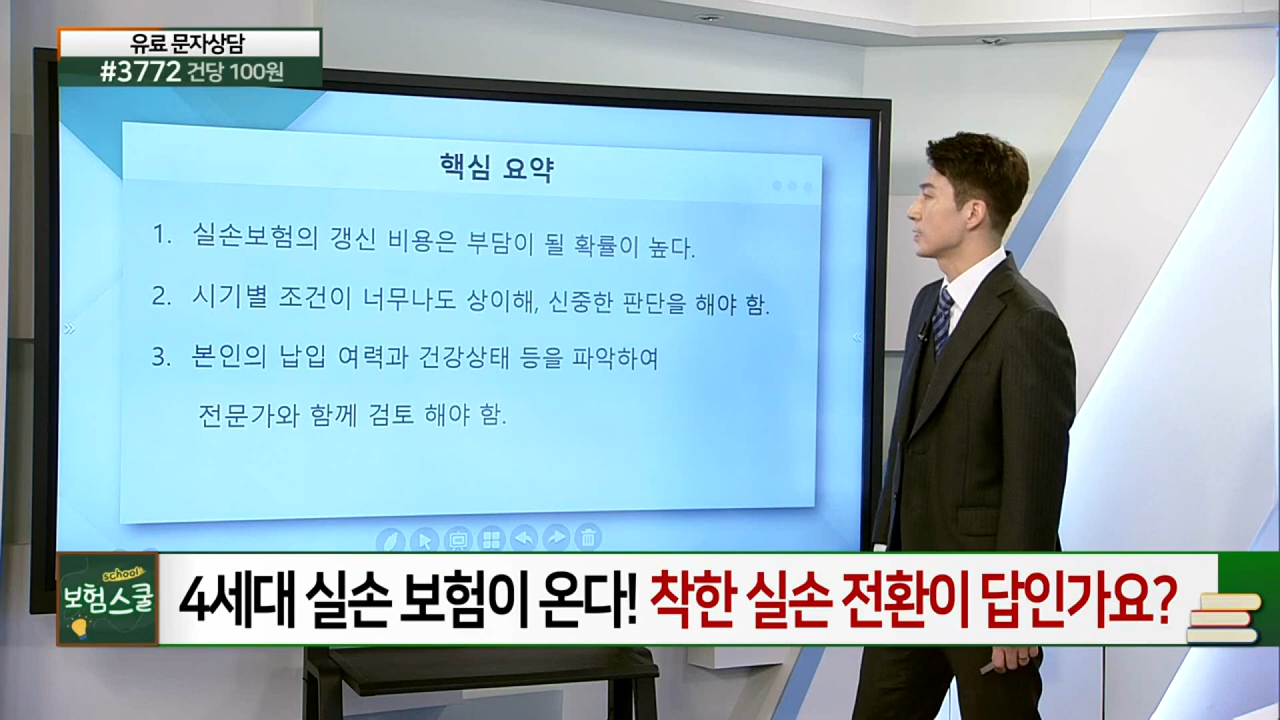 유료 문자상담
#3772 건당 100원
핵심 요약
1. 실손보험의 갱신 비용은 부담이 될 확률이 높다.
2. 시기별 조건이 너무나도 상이해, 신중한 판단을 해야 함.
3. 본인의 납입 여력과 건강상태 등을 파악하여
전문가와 함께 검토 해야 함.
school
보험스쿨
4세대 실손 보험이 온다! 착한 실손 전환이 답인가요?